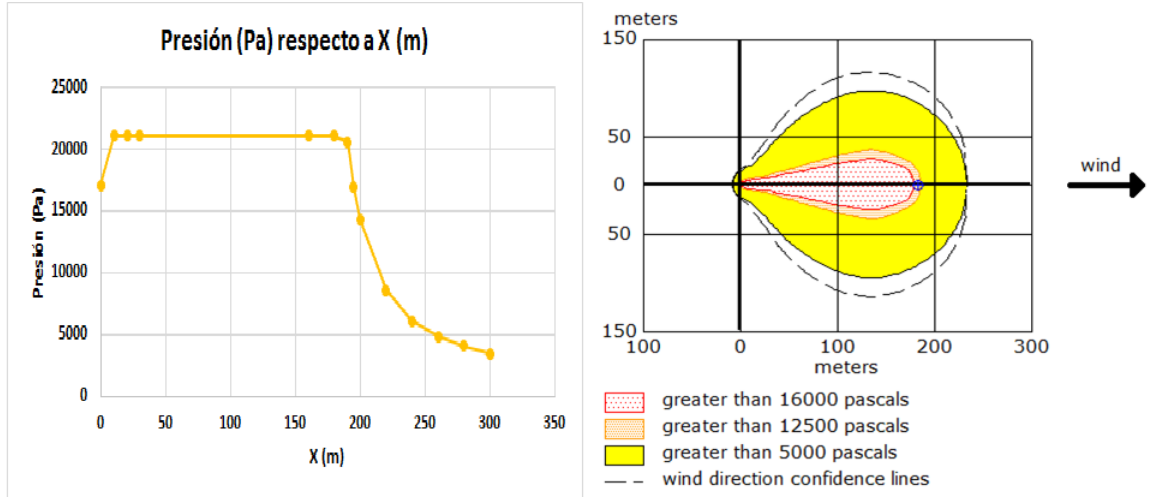 Presión (Pa) respecto a X (m)
25000
20000
15000
10000
5000
0
Presión (Pa)
0 50 100 150 200 250 300 350
X (m)
meters
150
50
0
50
150
100 0 100 200 300
meters
wind
greater than 16000 pascals
greater than 12500 pascals
greater than 5000 pascals
wind direction confidence lines